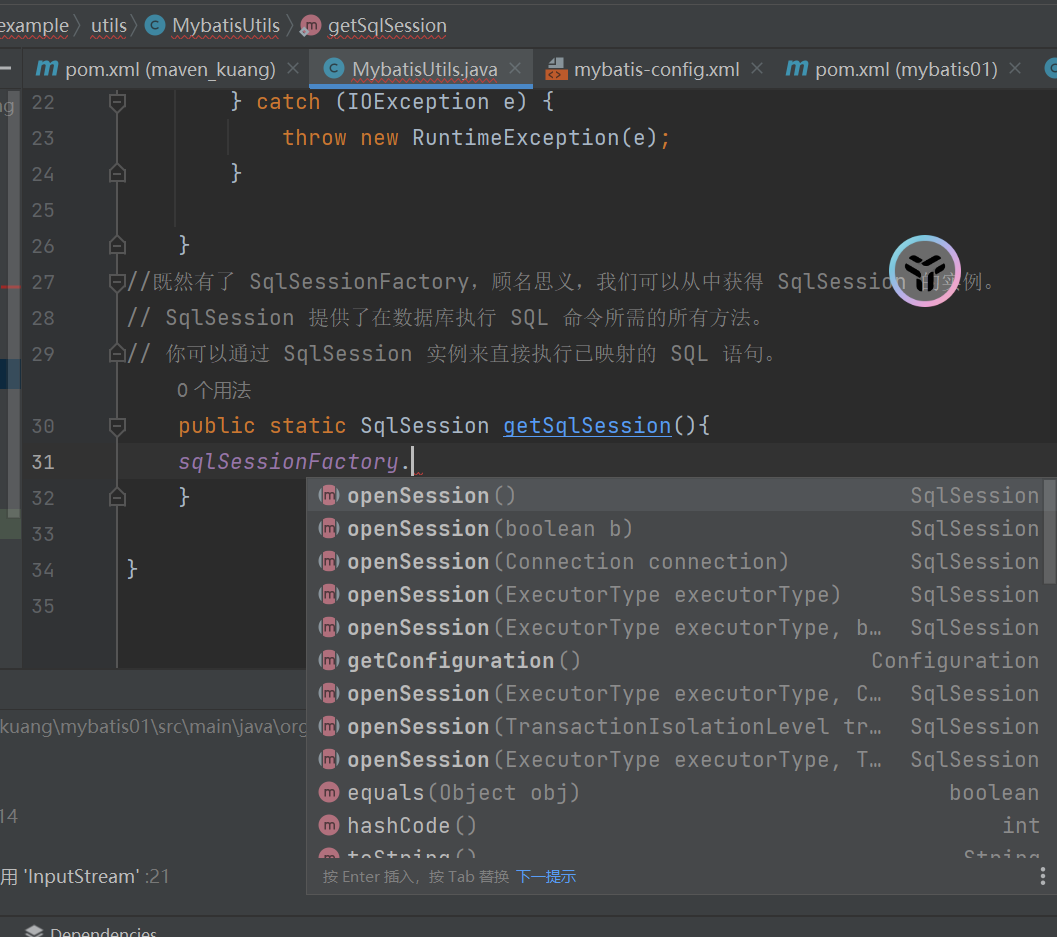 example > utils > C MybatisUtils > m getSqlSession
m pom.xml (maven_kuang) × C MybatisUtils.java × mybatis-config.xml × m pom.xml (mybatis01) ×
22 } catch (IOException e) {
23 throw new RuntimeException(e);
24 }
25
26 }
27 //既然有了 SqlSessionFactory，顾名思义，我们可以从中获得 SqlSession 的实例。
28 // SqlSession 提供了在数据库执行 SQL 命令所需的所有方法。
29 // 你可以通过 SqlSession 实例来直接执行已映射的 SQL 语句。
0 个用法
30 public static SqlSession getSqlSession(){
31 sqlSessionFactory.
32 }
33
34 }
35
openSession() SqlSession
openSession(boolean b) SqlSession
openSession(Connection connection) SqlSession
openSession(ExecutorType executorType) SqlSession
openSession(ExecutorType executorType, b… SqlSession
getConfiguration() Configuration
openSession(ExecutorType executorType, C… SqlSession
openSession(TransactionIsolationLevel tr… SqlSession
openSession(ExecutorType executorType, T… SqlSession
equals(Object obj) boolean
hashCode() int
toString() String
按 Enter 插入，按 Tab 替换 下一提示
kuang\mybatis01\src\main\java\org
14
用 'InputStream' :21
Dependencies